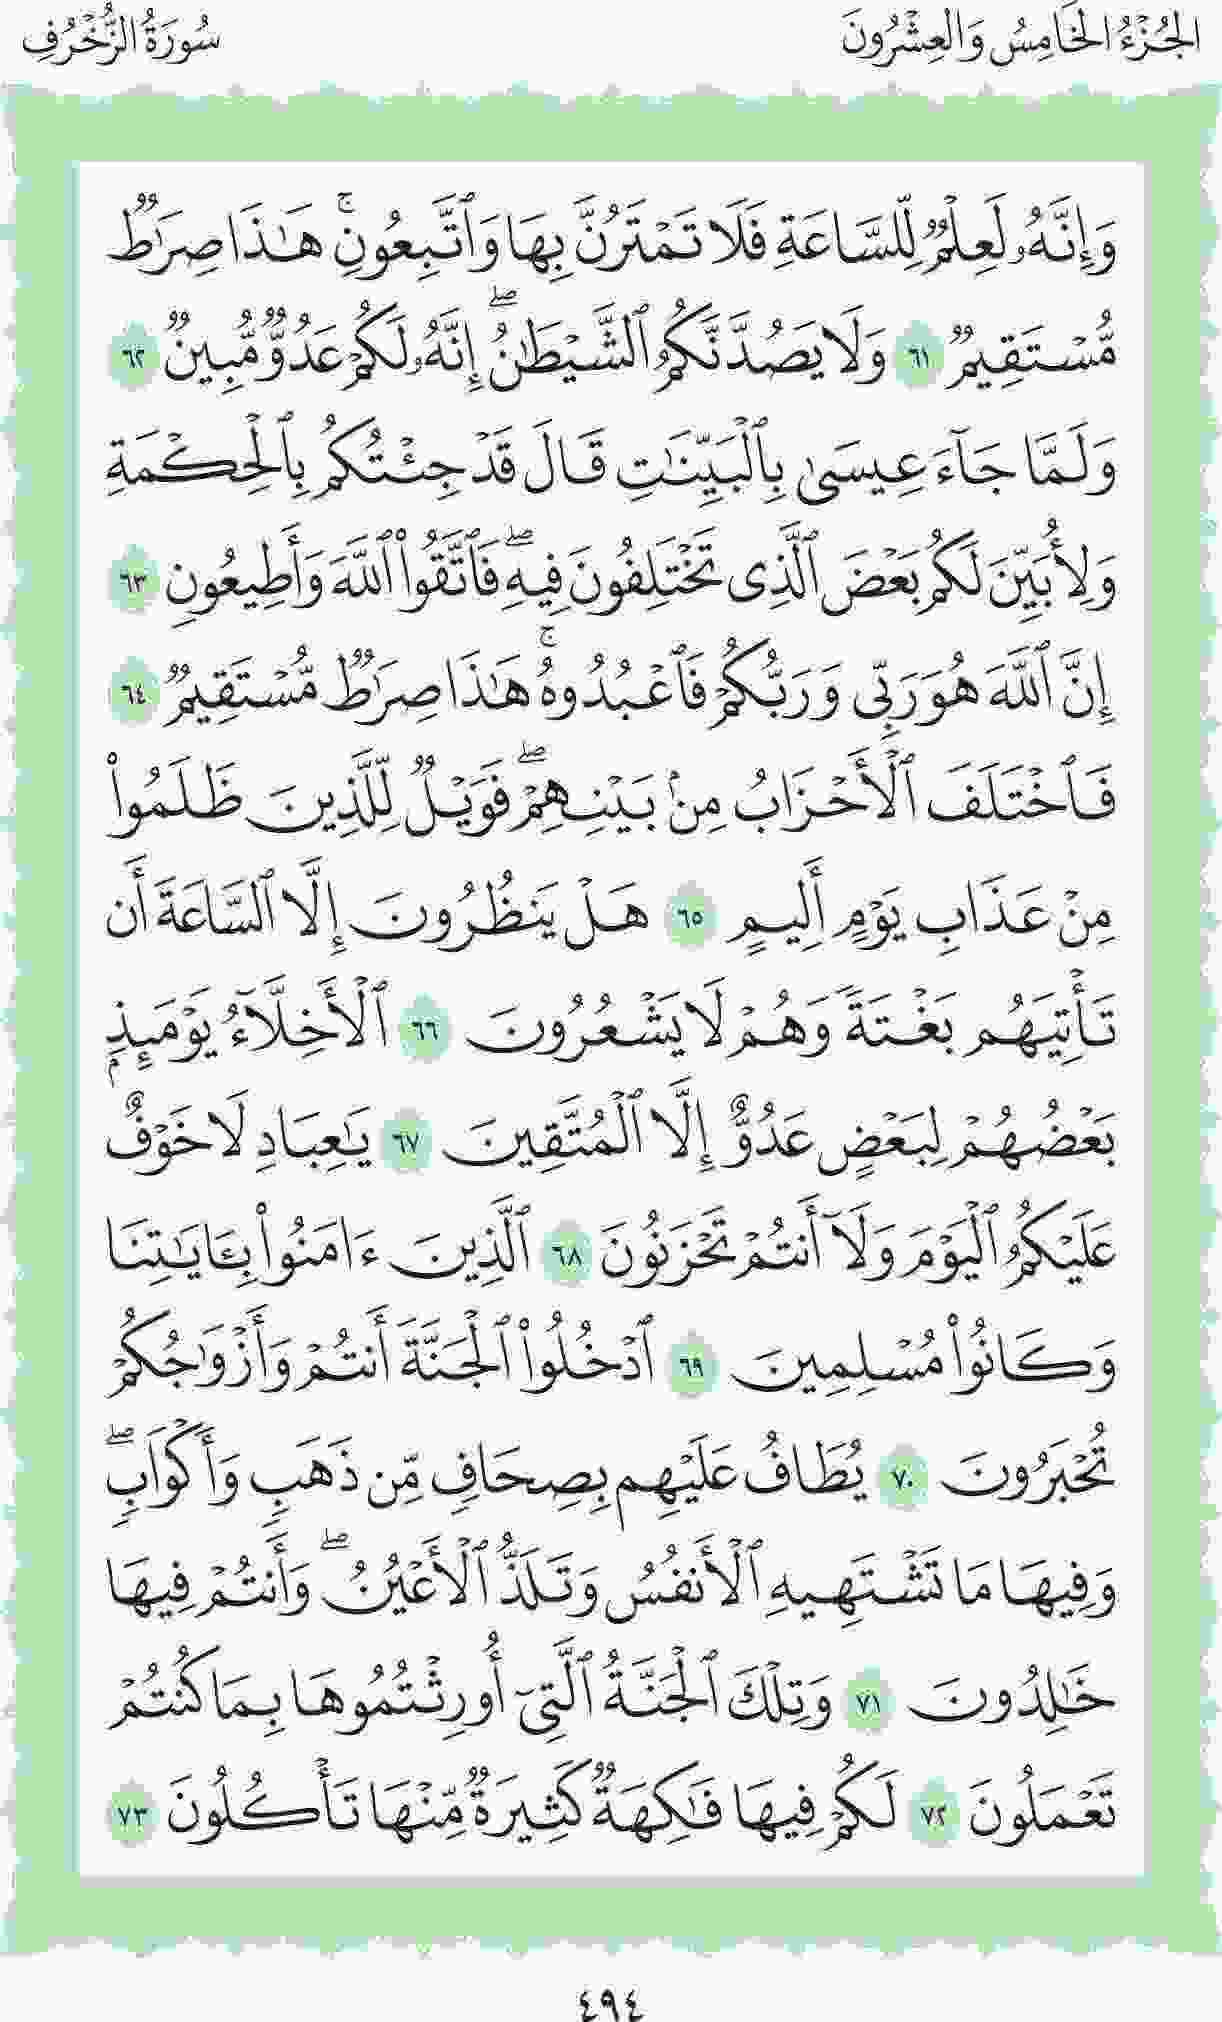 الجُزْءُ الخَامِسُ وَالعِشْرُونَ
سُورَةُ الزُّخْرُفِ
وَإِنَّهُۥ لَعِلْمٌ لِّلسَّاعَةِ فَلَا تَمْتَرُنَّ بِهَا وَٱتَّبِعُونِۚ هَٰذَا صِرَٰطٌ
مُّسْتَقِيمٌ ٦١ وَلَا يَصُدَّنَّكُمُ ٱلشَّيْطَٰنُۖ إِنَّهُۥ لَكُمْ عَدُوٌّ مُّبِينٌ ٦٢
وَلَمَّا جَآءَ عِيسَىٰ بِٱلْبَيِّنَٰتِ قَالَ قَدْ جِئْتُكُم بِٱلْحِكْمَةِ
وَلِأُبَيِّنَ لَكُم بَعْضَ ٱلَّذِى تَخْتَلِفُونَ فِيهِۖ فَٱتَّقُوا۟ ٱللَّهَ وَأَطِيعُونِ ٦٣
إِنَّ ٱللَّهَ هُوَ رَبِّى وَرَبُّكُمْ فَٱعْبُدُوهُۚ هَٰذَا صِرَٰطٌ مُّسْتَقِيمٌ ٦٤
فَٱخْتَلَفَ ٱلْأَحْزَابُ مِنۢ بَيْنِهِمْۖ فَوَيْلٌ لِّلَّذِينَ ظَلَمُوا۟
مِنْ عَذَابِ يَوْمٍ أَلِيمٍ ٦٥ هَلْ يَنظُرُونَ إِلَّا ٱلسَّاعَةَ أَن
تَأْتِيَهُم بَغْتَةً وَهُمْ لَا يَشْعُرُونَ ٦٦ ٱلْأَخِلَّآءُ يَوْمَئِذٍۭ
بَعْضُهُمْ لِبَعْضٍ عَدُوٌّ إِلَّا ٱلْمُتَّقِينَ ٦٧ يَٰعِبَادِ لَا خَوْفٌ
عَلَيْكُمُ ٱلْيَوْمَ وَلَآ أَنتُمْ تَحْزَنُونَ ٦٨ ٱلَّذِينَ ءَامَنُوا۟ بِـَٔايَٰتِنَا
وَكَانُوا۟ مُسْلِمِينَ ٦٩ ٱدْخُلُوا۟ ٱلْجَنَّةَ أَنتُمْ وَأَزْوَٰجُكُمْ
تُحْبَرُونَ ٧٠ يُطَافُ عَلَيْهِم بِصِحَافٍ مِّن ذَهَبٍ وَأَكْوَابٍۖ
وَفِيهَا مَا تَشْتَهِيهِ ٱلْأَنفُسُ وَتَلَذُّ ٱلْأَعْيُنُۖ وَأَنتُمْ فِيهَا
خَٰلِدُونَ ٧١ وَتِلْكَ ٱلْجَنَّةُ ٱلَّتِىٓ أُورِثْتُمُوهَا بِمَا كُنتُمْ
تَعْمَلُونَ ٧٢ لَكُمْ فِيهَا فَٰكِهَةٌ كَثِيرَةٌ مِّنْهَا تَأْكُلُونَ ٧٣
٤٩٤